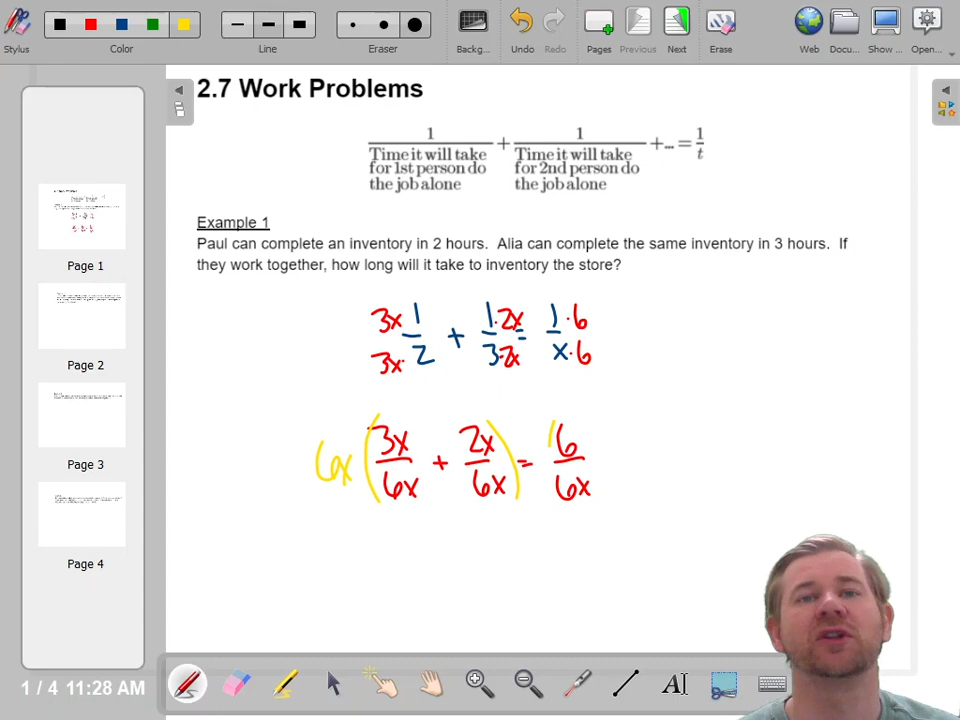 Stylus Color Line Eraser Backg... Undo Redo Pages Previous Next Erase Web Docu... Show ... Open...
2.7 Work Problems
1/Time it will take for 1st person do the job alone + 1/Time it will take for 2nd person do the job alone +... = 1/t
Example 1
Paul can complete an inventory in 2 hours. Alia can complete the same inventory in 3 hours. If
they work together, how long will it take to inventory the store?
3x 1 1·2x 1·6
+ =
3x· 2 3·2x x·6
6x (3x/6x + 2x/6x) = (6/6x
Page 1
Page 2
Page 3
Page 4
1 / 4 11:28 AM
A